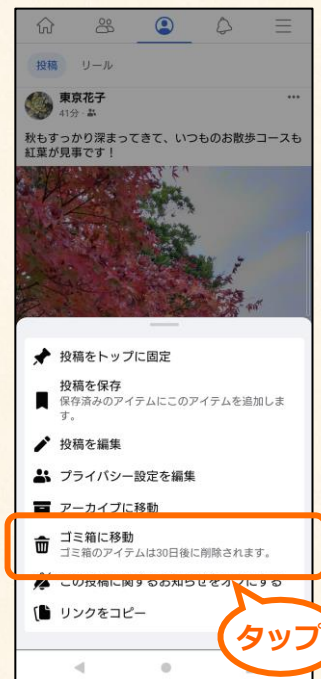 投稿 リール
東京花子
41分
秋もすっかり深まってきて、いつものお散歩コースも
紅葉が見事です！
投稿をトップに固定
投稿を保存
保存済みのアイテムにこのアイテムを追加しま
す。
投稿を編集
プライバシー設定を編集
アーカイブに移動
ゴミ箱に移動
ゴミ箱のアイテムは30日後に削除されます。
この投稿に関するお知らせをオフにする
リンクをコピー
タップ